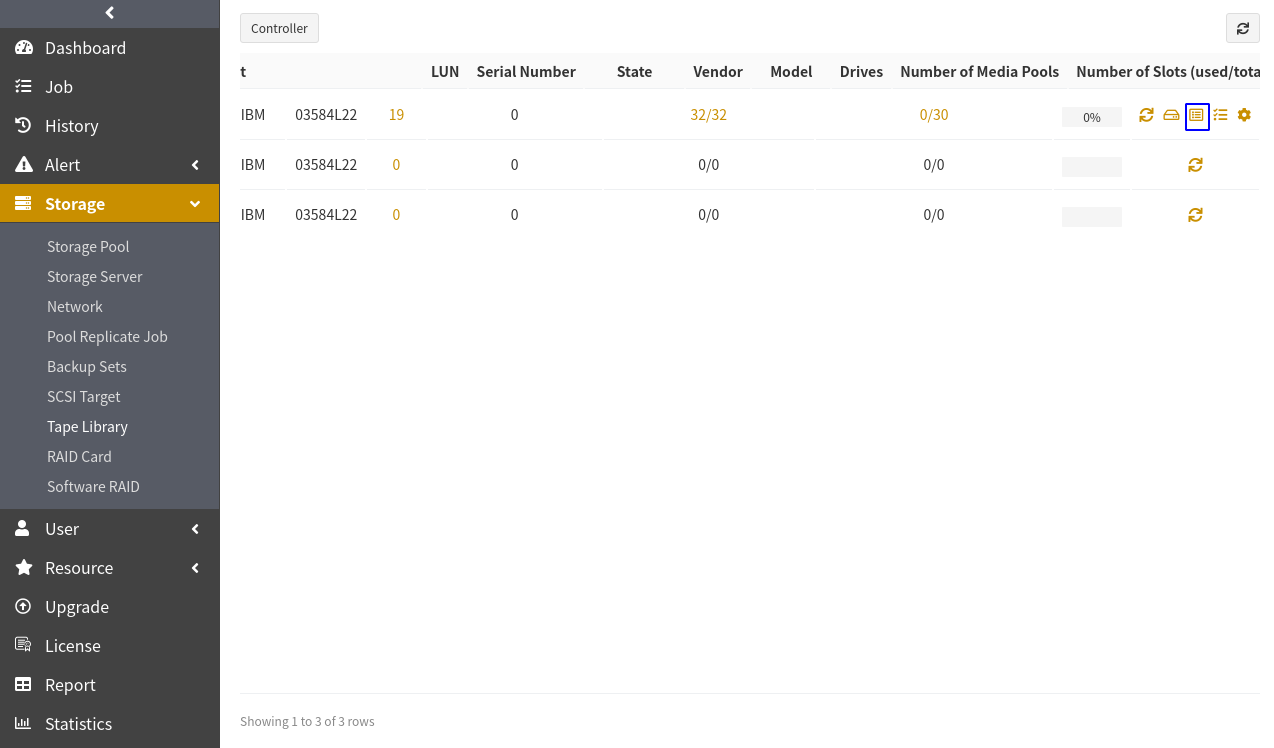 Controller
Dashboard
Job
History
Alert
Storage
Storage Pool
Storage Server
Network
Pool Replicate Job
Backup Sets
SCSI Target
Tape Library
RAID Card
Software RAID
User
Resource
Upgrade
License
Report
Statistics
t LUN Serial Number State Vendor Model Drives Number of Media Pools Number of Slots (used/tota
IBM 03584L22 19 0 32/32 0/30 0%
IBM 03584L22 0 0 0/0 0/0
IBM 03584L22 0 0 0/0 0/0
Showing 1 to 3 of 3 rows